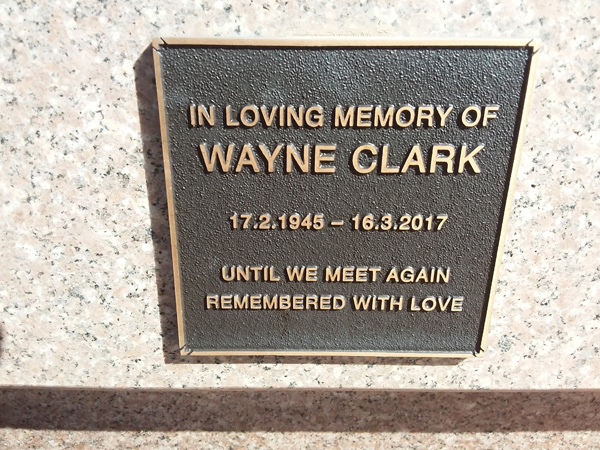 IN LOVING MEMORY OF
WAYNE CLARK
17.2.1945 – 16.3.2017
UNTIL WE MEET AGAIN
REMEMBERED WITH LOVE